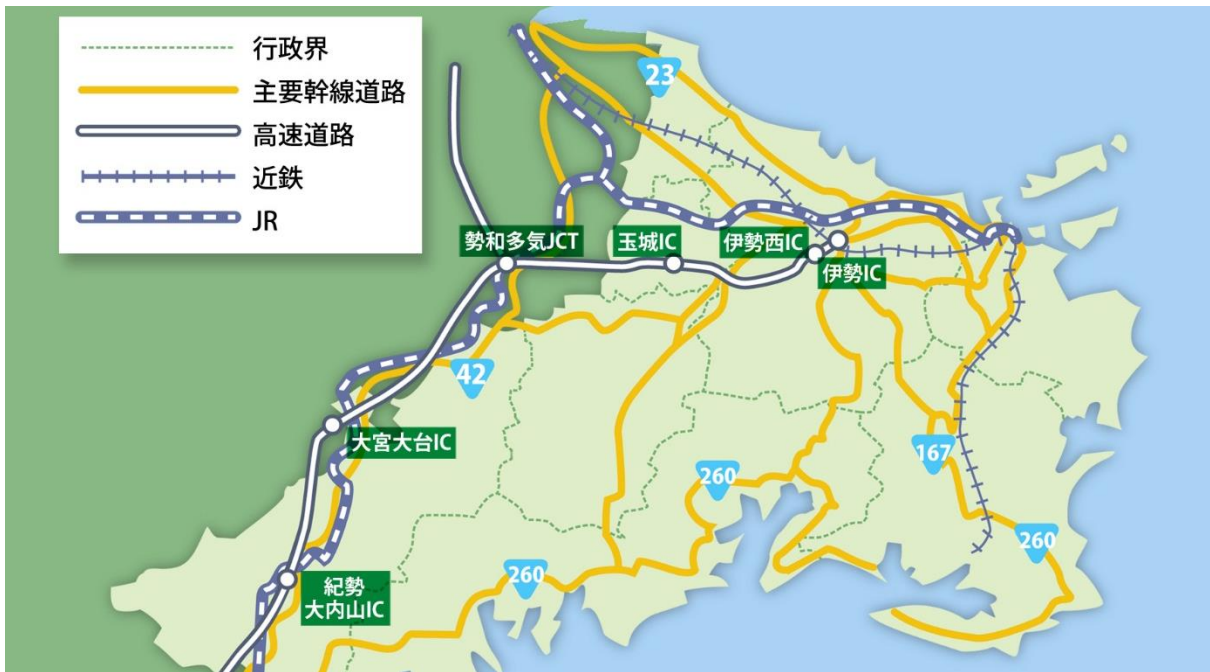 行政界
主要幹線道路
高速道路
近鉄
JR
23
勢和多気JCT
玉城IC
伊勢西IC
伊勢IC
42
大宮大台IC
167
260
260
260
紀勢
大内山IC